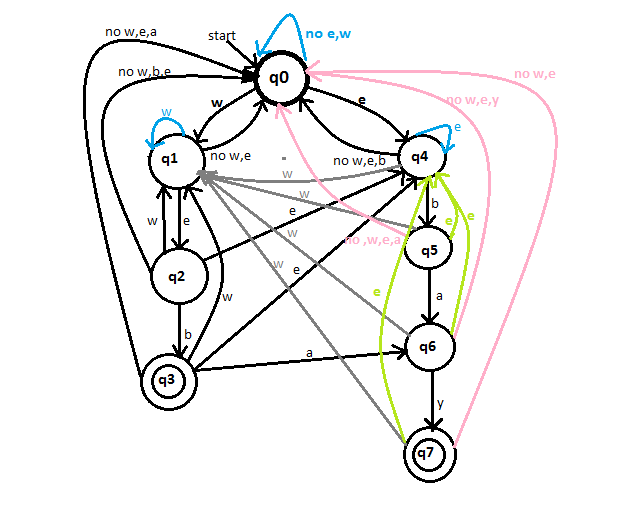 no w,e,a
start
no e,w
q0
no w,b,e
no w,e
no w,e,y
w
e
w
e
q1
no w,e
no w,e,b
q4
w
w
b
w
e
e
e
e
w
no ,w,e,a
q5
q2
w
e
e
w
a
b
q6
a
q3
y
q7